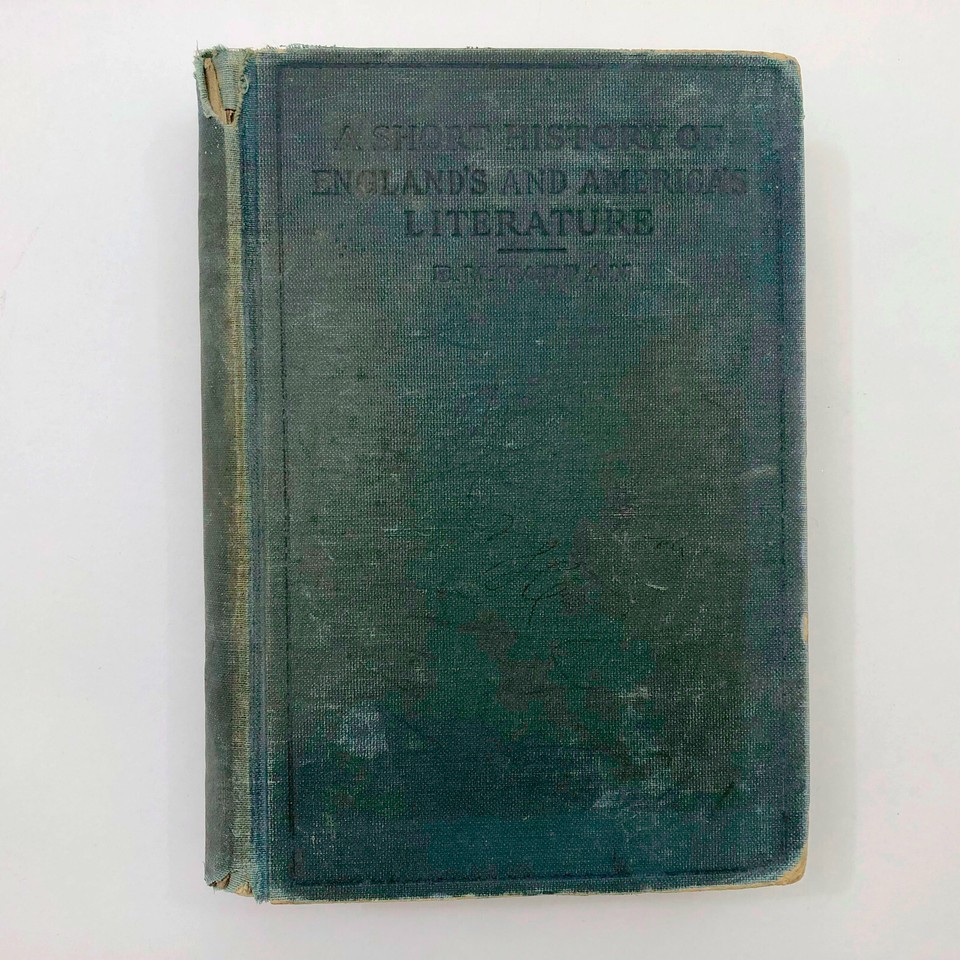 A SHORT HISTORY OF
ENGLAND'S AND AMERICA'S
LITERATURE
E.M.TAPPAN